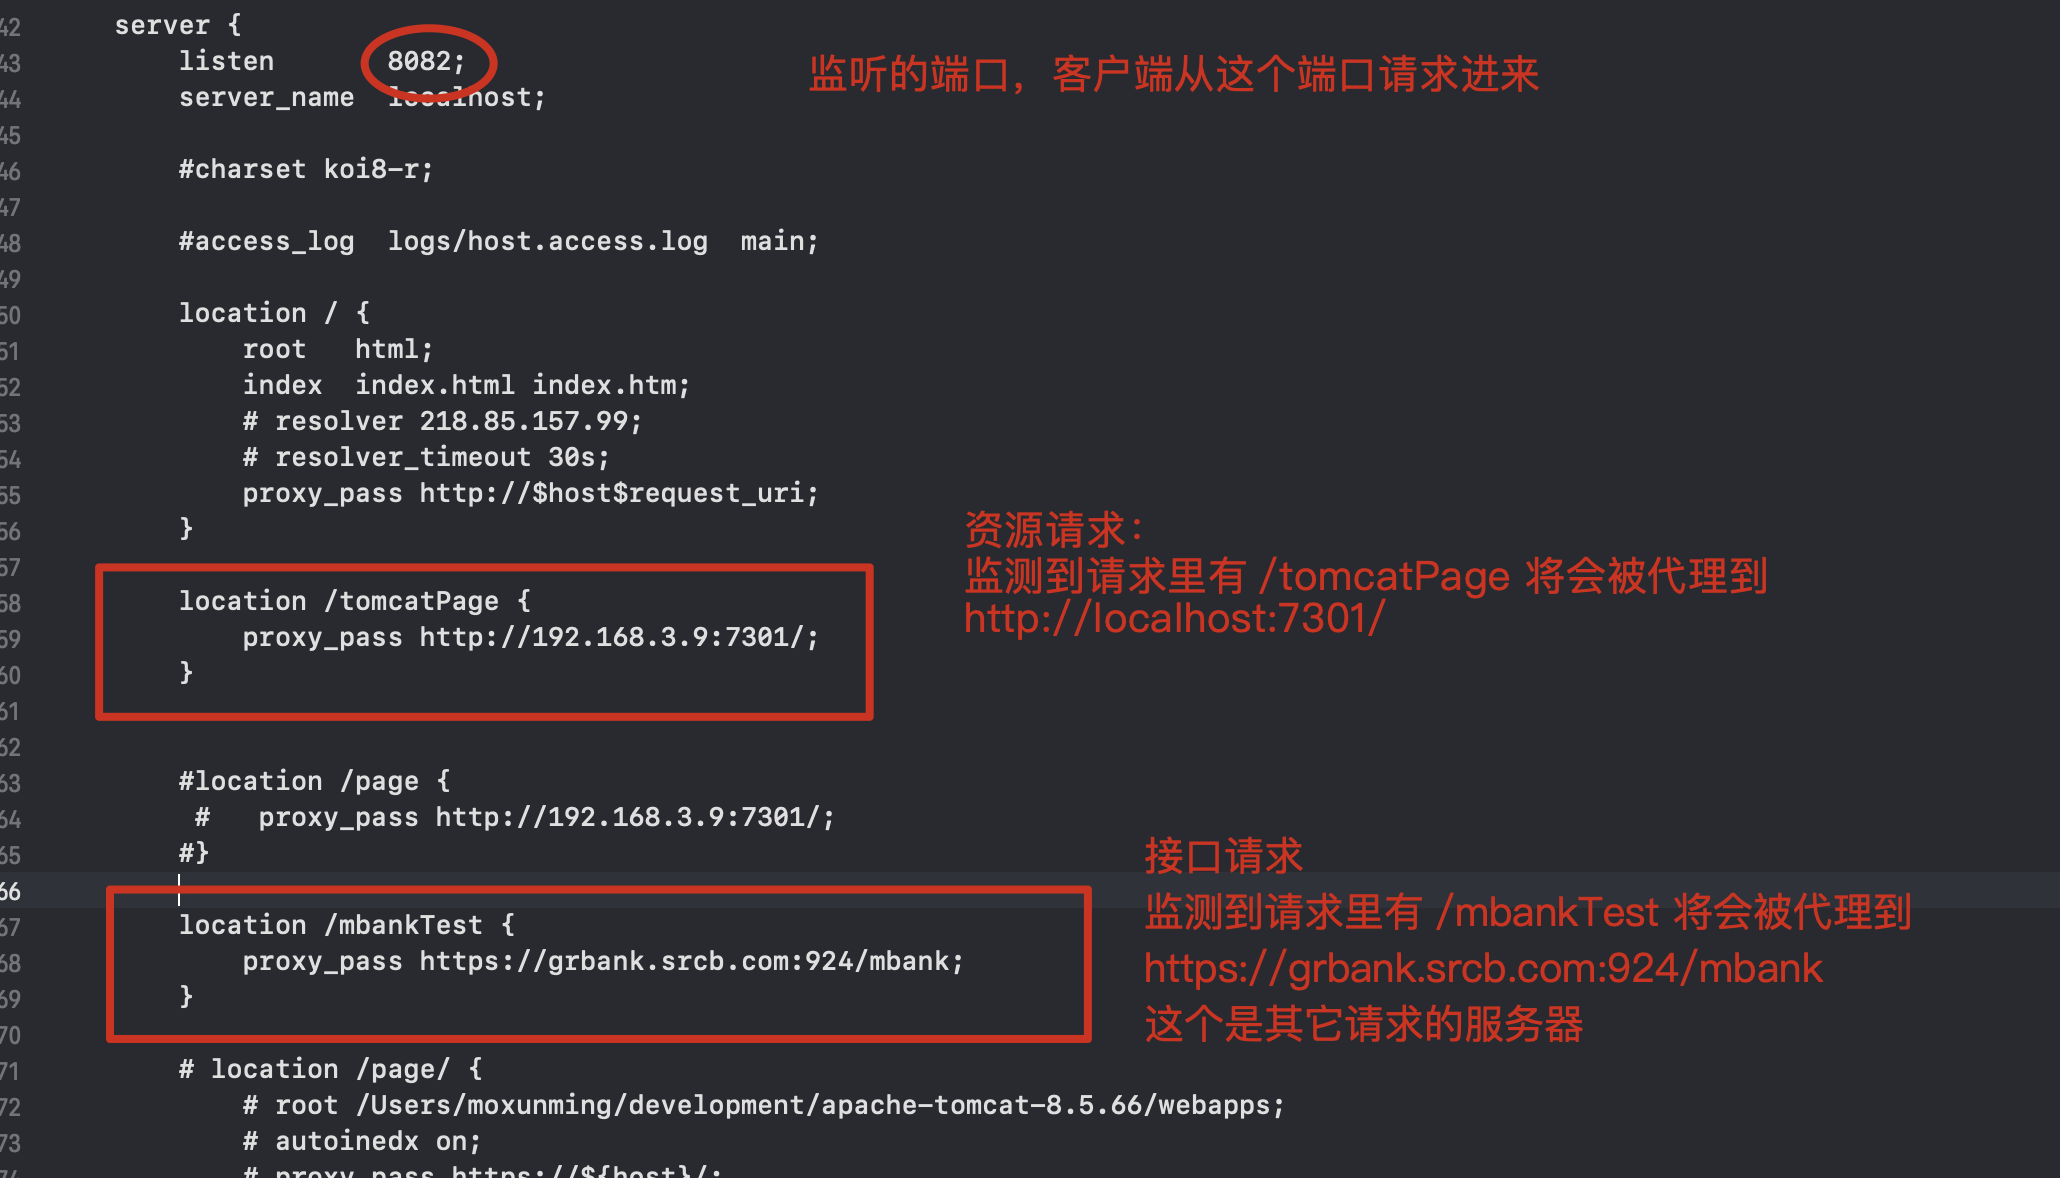 42 server {
43 listen 8082; 监听的端口，客户端从这个端口请求进来
44 server_name localhost;
45
46 #charset koi8-r;
47
48 #access_log logs/host.access.log main;
49
50 location / {
51 root html;
52 index index.html index.htm;
53 # resolver 218.85.157.99;
54 # resolver_timeout 30s;
55 proxy_pass http://$host$request_uri;
56 }
资源请求：
57
监测到请求里有 /tomcatPage 将会被代理到
58 location /tomcatPage {
http://localhost:7301/
59 proxy_pass http://192.168.3.9:7301/;
60 }
61
62
63 #location /page {
64 # proxy_pass http://192.168.3.9:7301/;
65 #}
接口请求
66
监测到请求里有 /mbankTest 将会被代理到
67 location /mbankTest {
68 proxy_pass https://grbank.srcb.com:924/mbank;
https://grbank.srcb.com:924/mbank
69 }
这个是其它请求的服务器
70
71 # location /page/ {
72 # root /Users/moxunming/development/apache-tomcat-8.5.66/webapps;
73 # autoinedx on;
74 # proxy_pass https://${host}/;